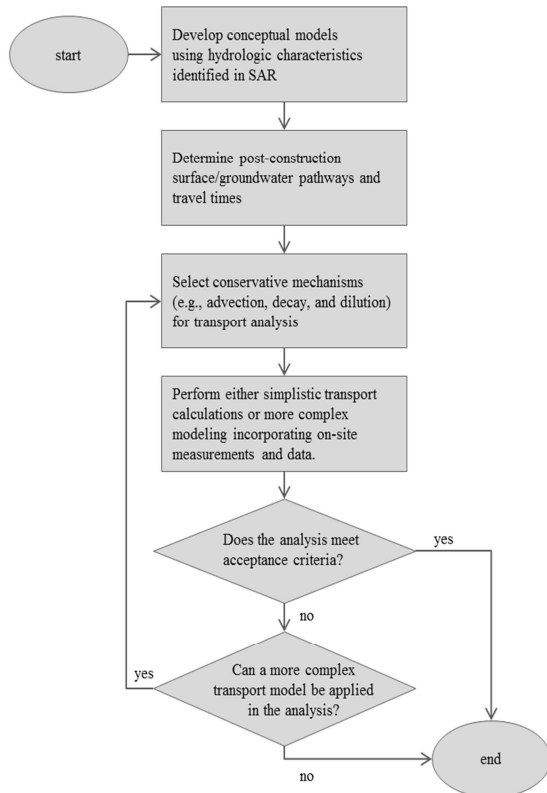 start
Develop conceptual models
using hydrologic characteristics
identified in SAR
Determine post-construction
surface/groundwater pathways and
travel times
Select conservative mechanisms
(e.g., advection, decay, and dilution)
for transport analysis
Perform either simplistic transport
calculations or more complex
modeling incorporating on-site
measurements and data.
Does the analysis meet
acceptance criteria?
yes
no
Can a more complex
transport model be applied
in the analysis?
yes
no
end